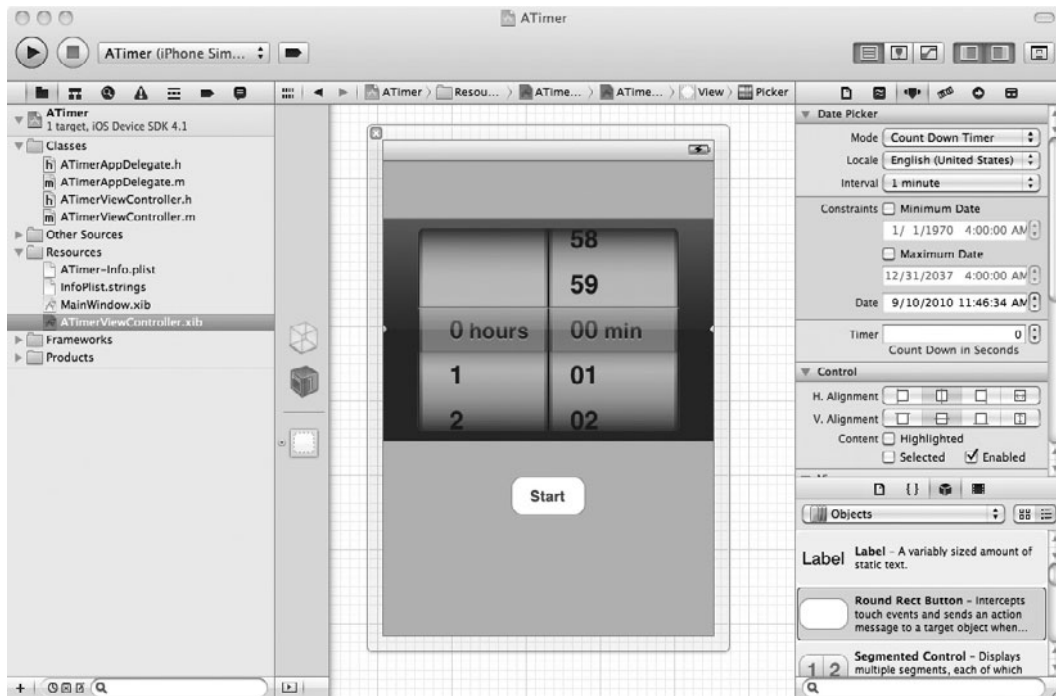 ATimer
ATimer (iPhone Sim...
ATimer
Resou...
ATime...
ATime...
View
Picker
ATimer
1 target, iOS Device SDK 4.1
Classes
ATimerAppDelegate.h
ATimerAppDelegate.m
ATimerViewController.h
ATimerViewController.m
Other Sources
Resources
ATimer-Info.plist
InfoPlist.strings
MainWindow.xib
ATimerViewController.xib
Frameworks
Products
58
59
0 hours 00 min
1 01
2 02
Start
Date Picker
Mode Count Down Timer
Locale English (United States)
Interval 1 minute
Constraints Minimum Date
1/ 1/1970 4:00:00 AM
Maximum Date
12/31/2037 4:00:00 AM
Date 9/10/2010 11:46:34 AM
Timer 0
Count Down in Seconds
Control
H. Alignment
V. Alignment
Content Highlighted
Selected Enabled
{}
Objects
Label Label – A variably sized amount of
static text.
Round Rect Button – Intercepts
touch events and sends an action
message to a target object when...
Segmented Control – Displays
1 2 multiple segments, each of which